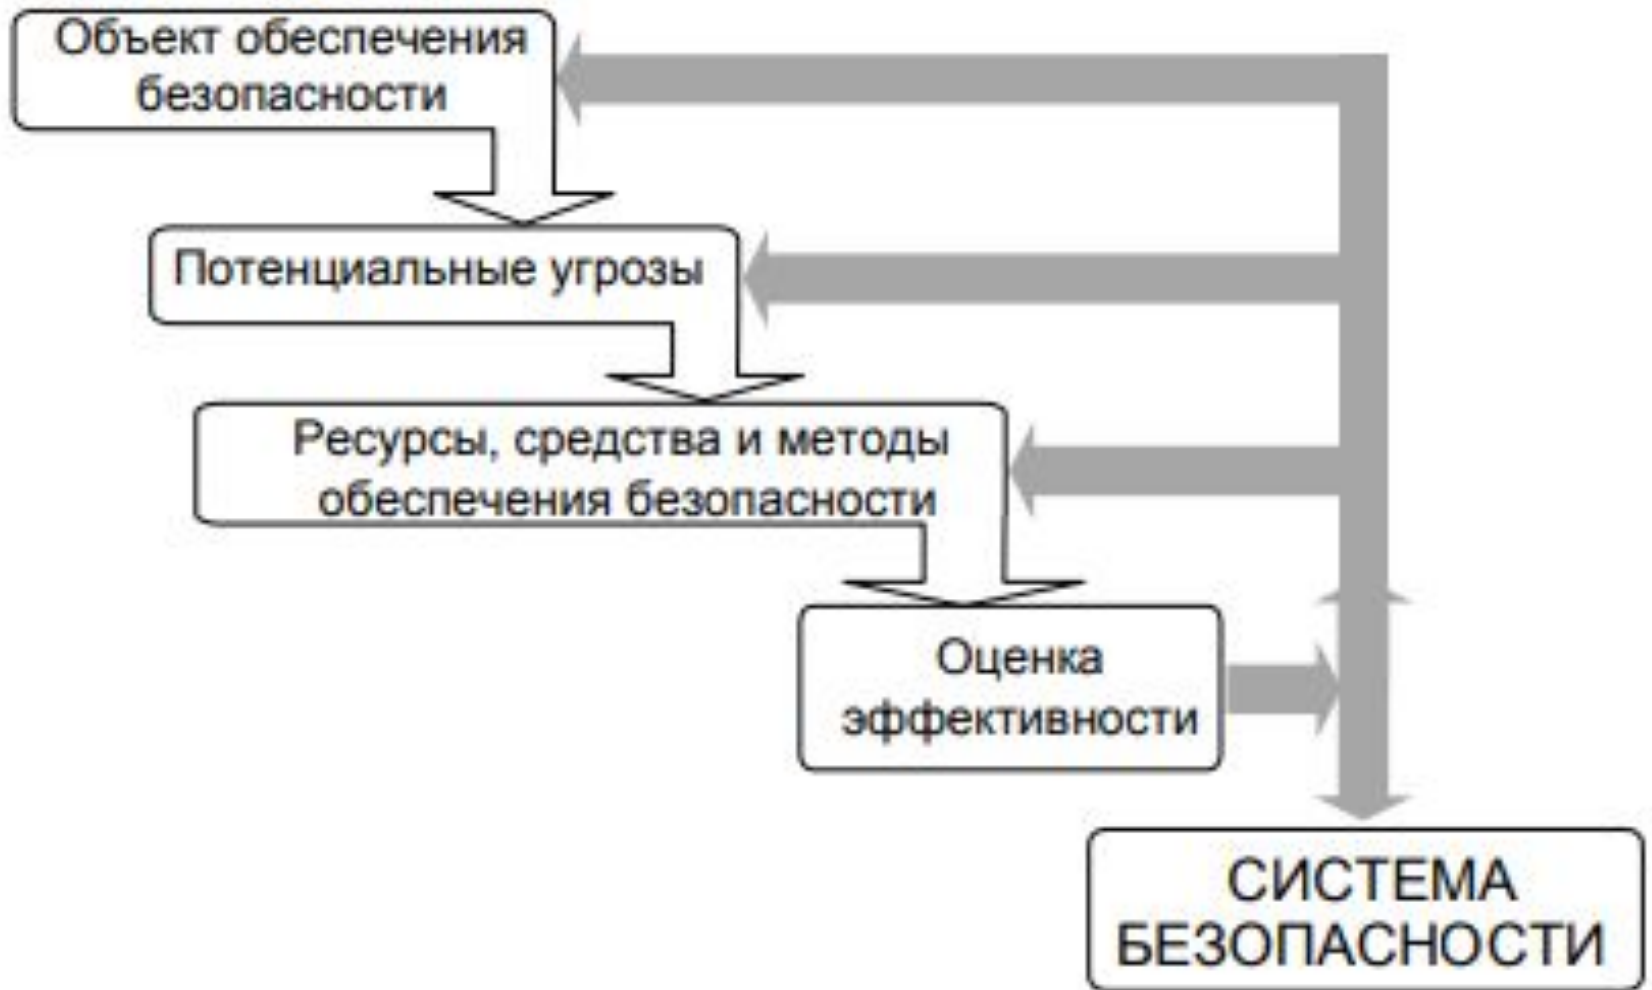 Объект обеспечения
безопасности
Потенциальные угрозы
Ресурсы, средства и методы
обеспечения безопасности
Оценка
эффективности
СИСТЕМА
БЕЗОПАСНОСТИ